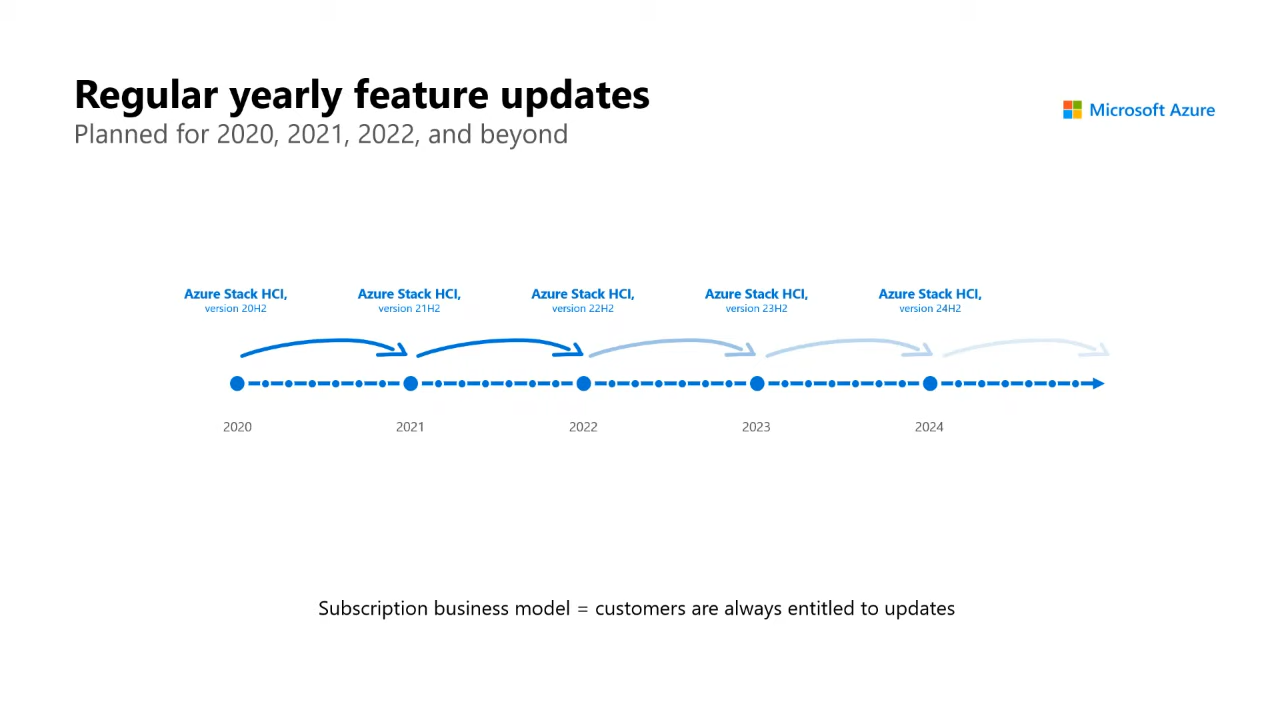 Regular yearly feature updates
Planned for 2020, 2021, 2022, and beyond
Microsoft Azure
Azure Stack HCI,
version 20H2
Azure Stack HCI,
version 21H2
Azure Stack HCI,
version 22H2
Azure Stack HCI,
version 23H2
Azure Stack HCI,
version 24H2
2020
2021
2022
2023
2024
Subscription business model = customers are always entitled to updates